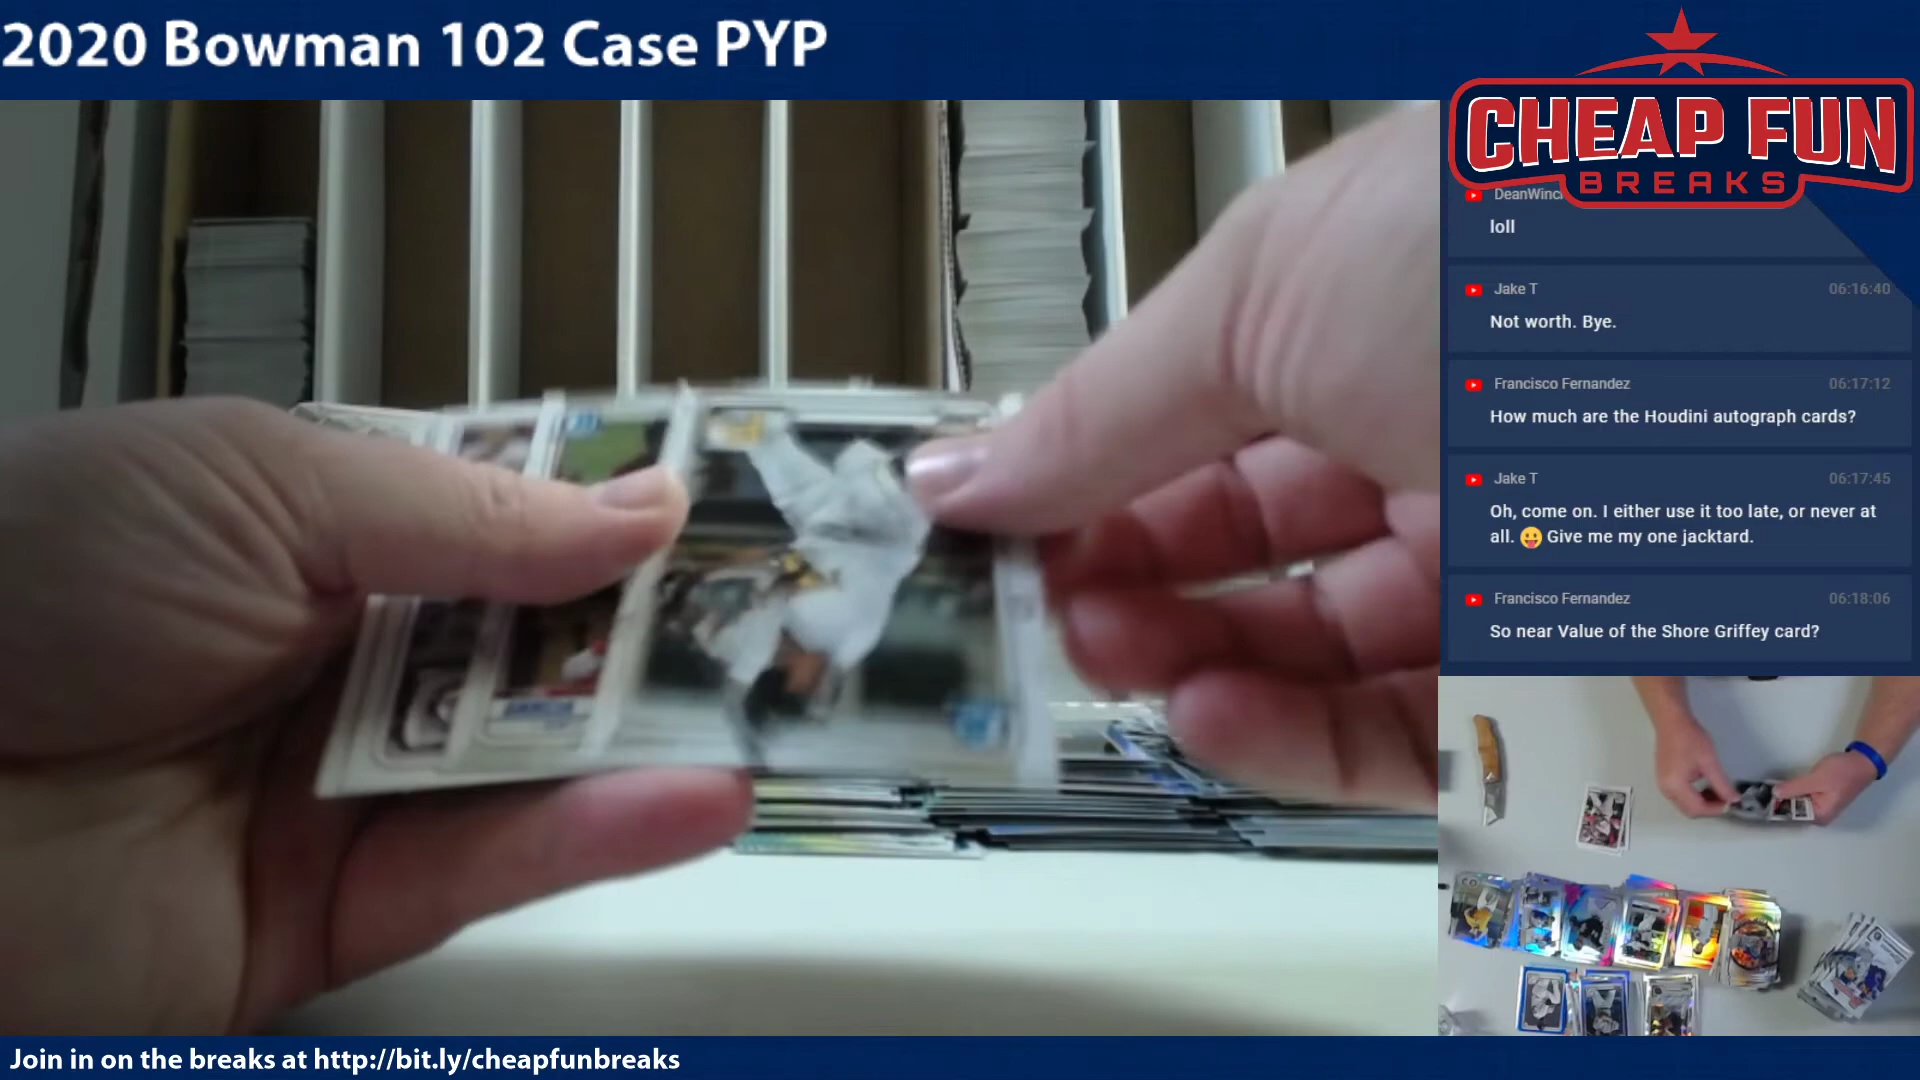 2020 Bowman 102 Case PYP
CHEAP FUN
BREAKS
DeanWinc
loll
Jake T 06:16:40
Not worth. Bye.
Francisco Fernandez 06:17:12
How much are the Houdini autograph cards?
Jake T 06:17:45
Oh, come on. I either use it too late, or never at
all. 😛 Give me my one jacktard.
Francisco Fernandez 06:18:06
So near Value of the Shore Griffey card?
Join in on the breaks at http://bit.ly/cheapfunbreaks